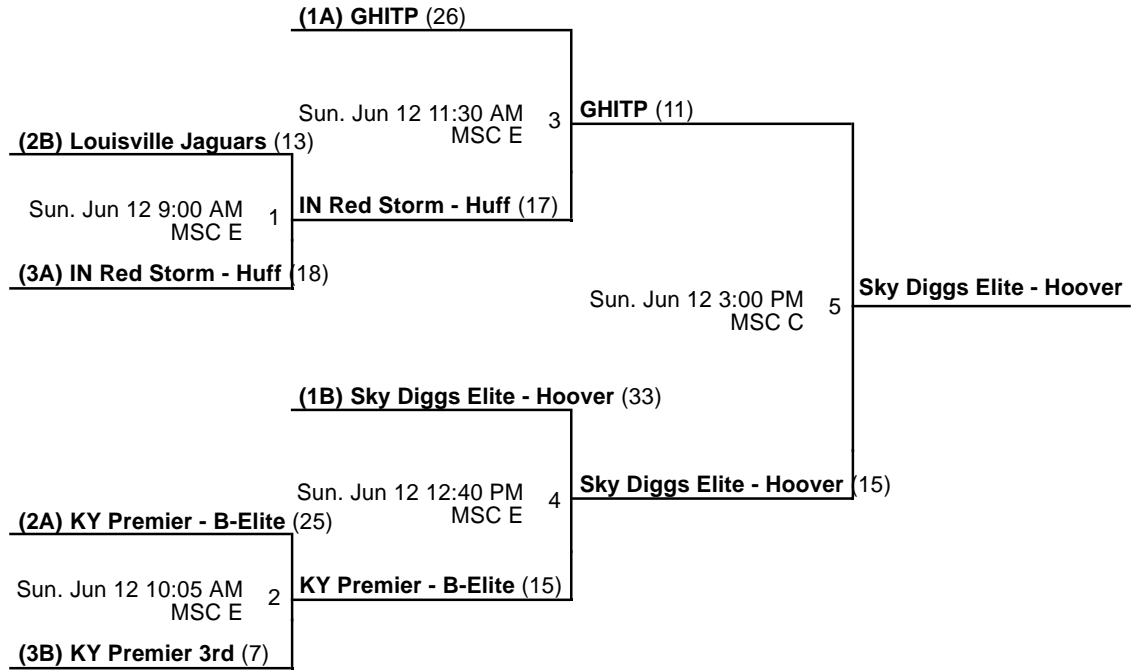 (1A) GHITP (26)
Sun. Jun 12 11:30 AM
MSC E
3
GHITP (11)
(2B) Louisville Jaguars (13)
Sun. Jun 12 9:00 AM
MSC E
1
IN Red Storm - Huff (17)
(3A) IN Red Storm - Huff (18)
Sun. Jun 12 3:00 PM
MSC C
5
Sky Diggs Elite - Hoover
(1B) Sky Diggs Elite - Hoover (33)
Sun. Jun 12 12:40 PM
MSC E
4
Sky Diggs Elite - Hoover (15)
(2A) KY Premier - B-Elite (25)
Sun. Jun 12 10:05 AM
MSC E
2
KY Premier - B-Elite (15)
(3B) KY Premier 3rd (7)